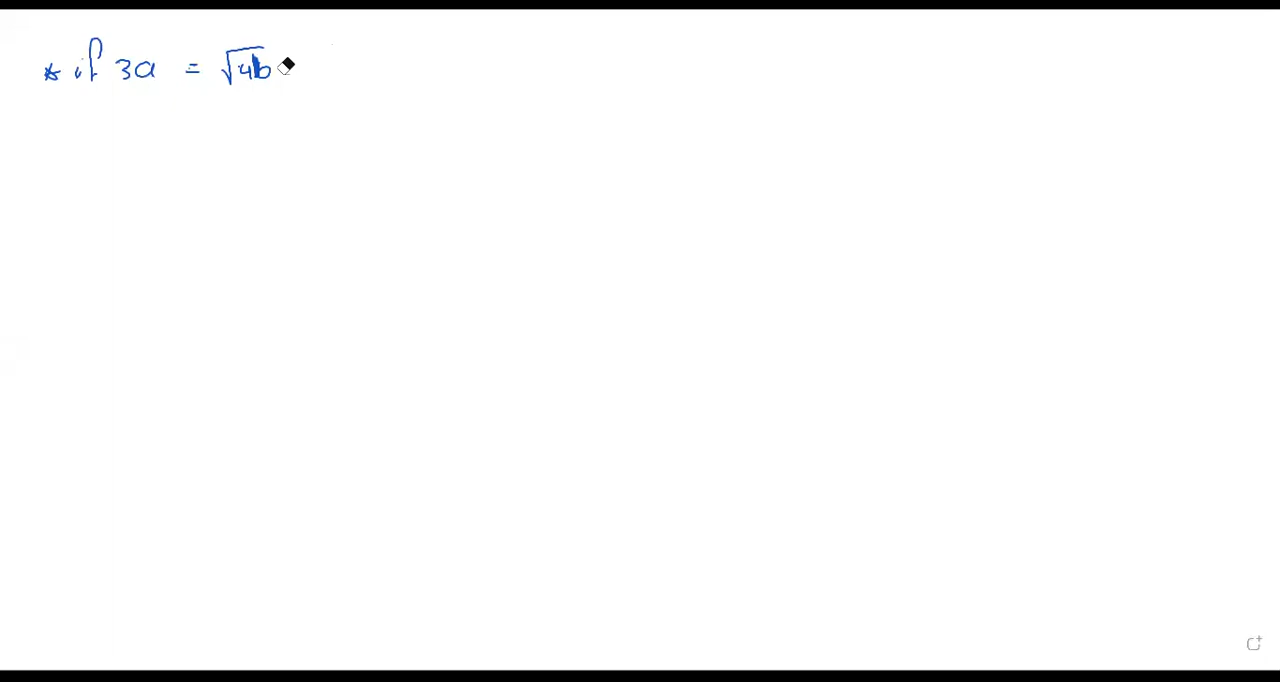 * if 3a = √4b